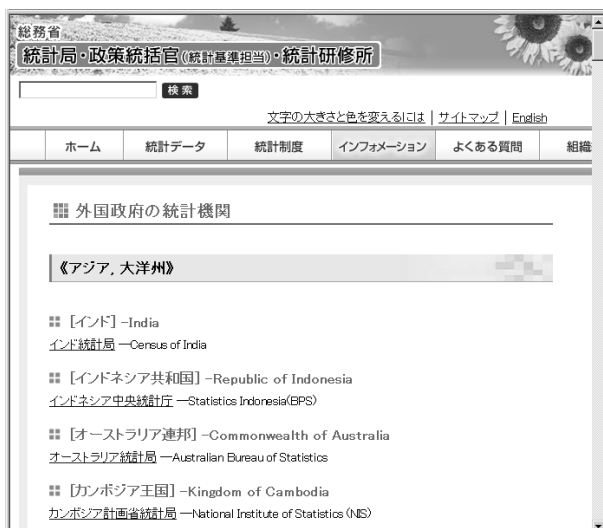 総務省
統計局・政策統括官(統計基準担当)・統計研修所
検索
文字の大きさと色を変えるには | サイトマップ | English
ホーム 統計データ 統計制度 インフォメーション よくある質問 組織
外国政府の統計機関
《アジア, 大洋州》
[インド] -India
インド統計局 ―Census of India
[インドネシア共和国] -Republic of Indonesia
インドネシア中央統計庁 ―Statistics Indonesia(BPS)
[オーストラリア連邦] -Commonwealth of Australia
オーストラリア統計局 ―Australian Bureau of Statistics
[カンボジア王国] -Kingdom of Cambodia
カンボジア計画省統計局 ―National Institute of Statistics (NIS)